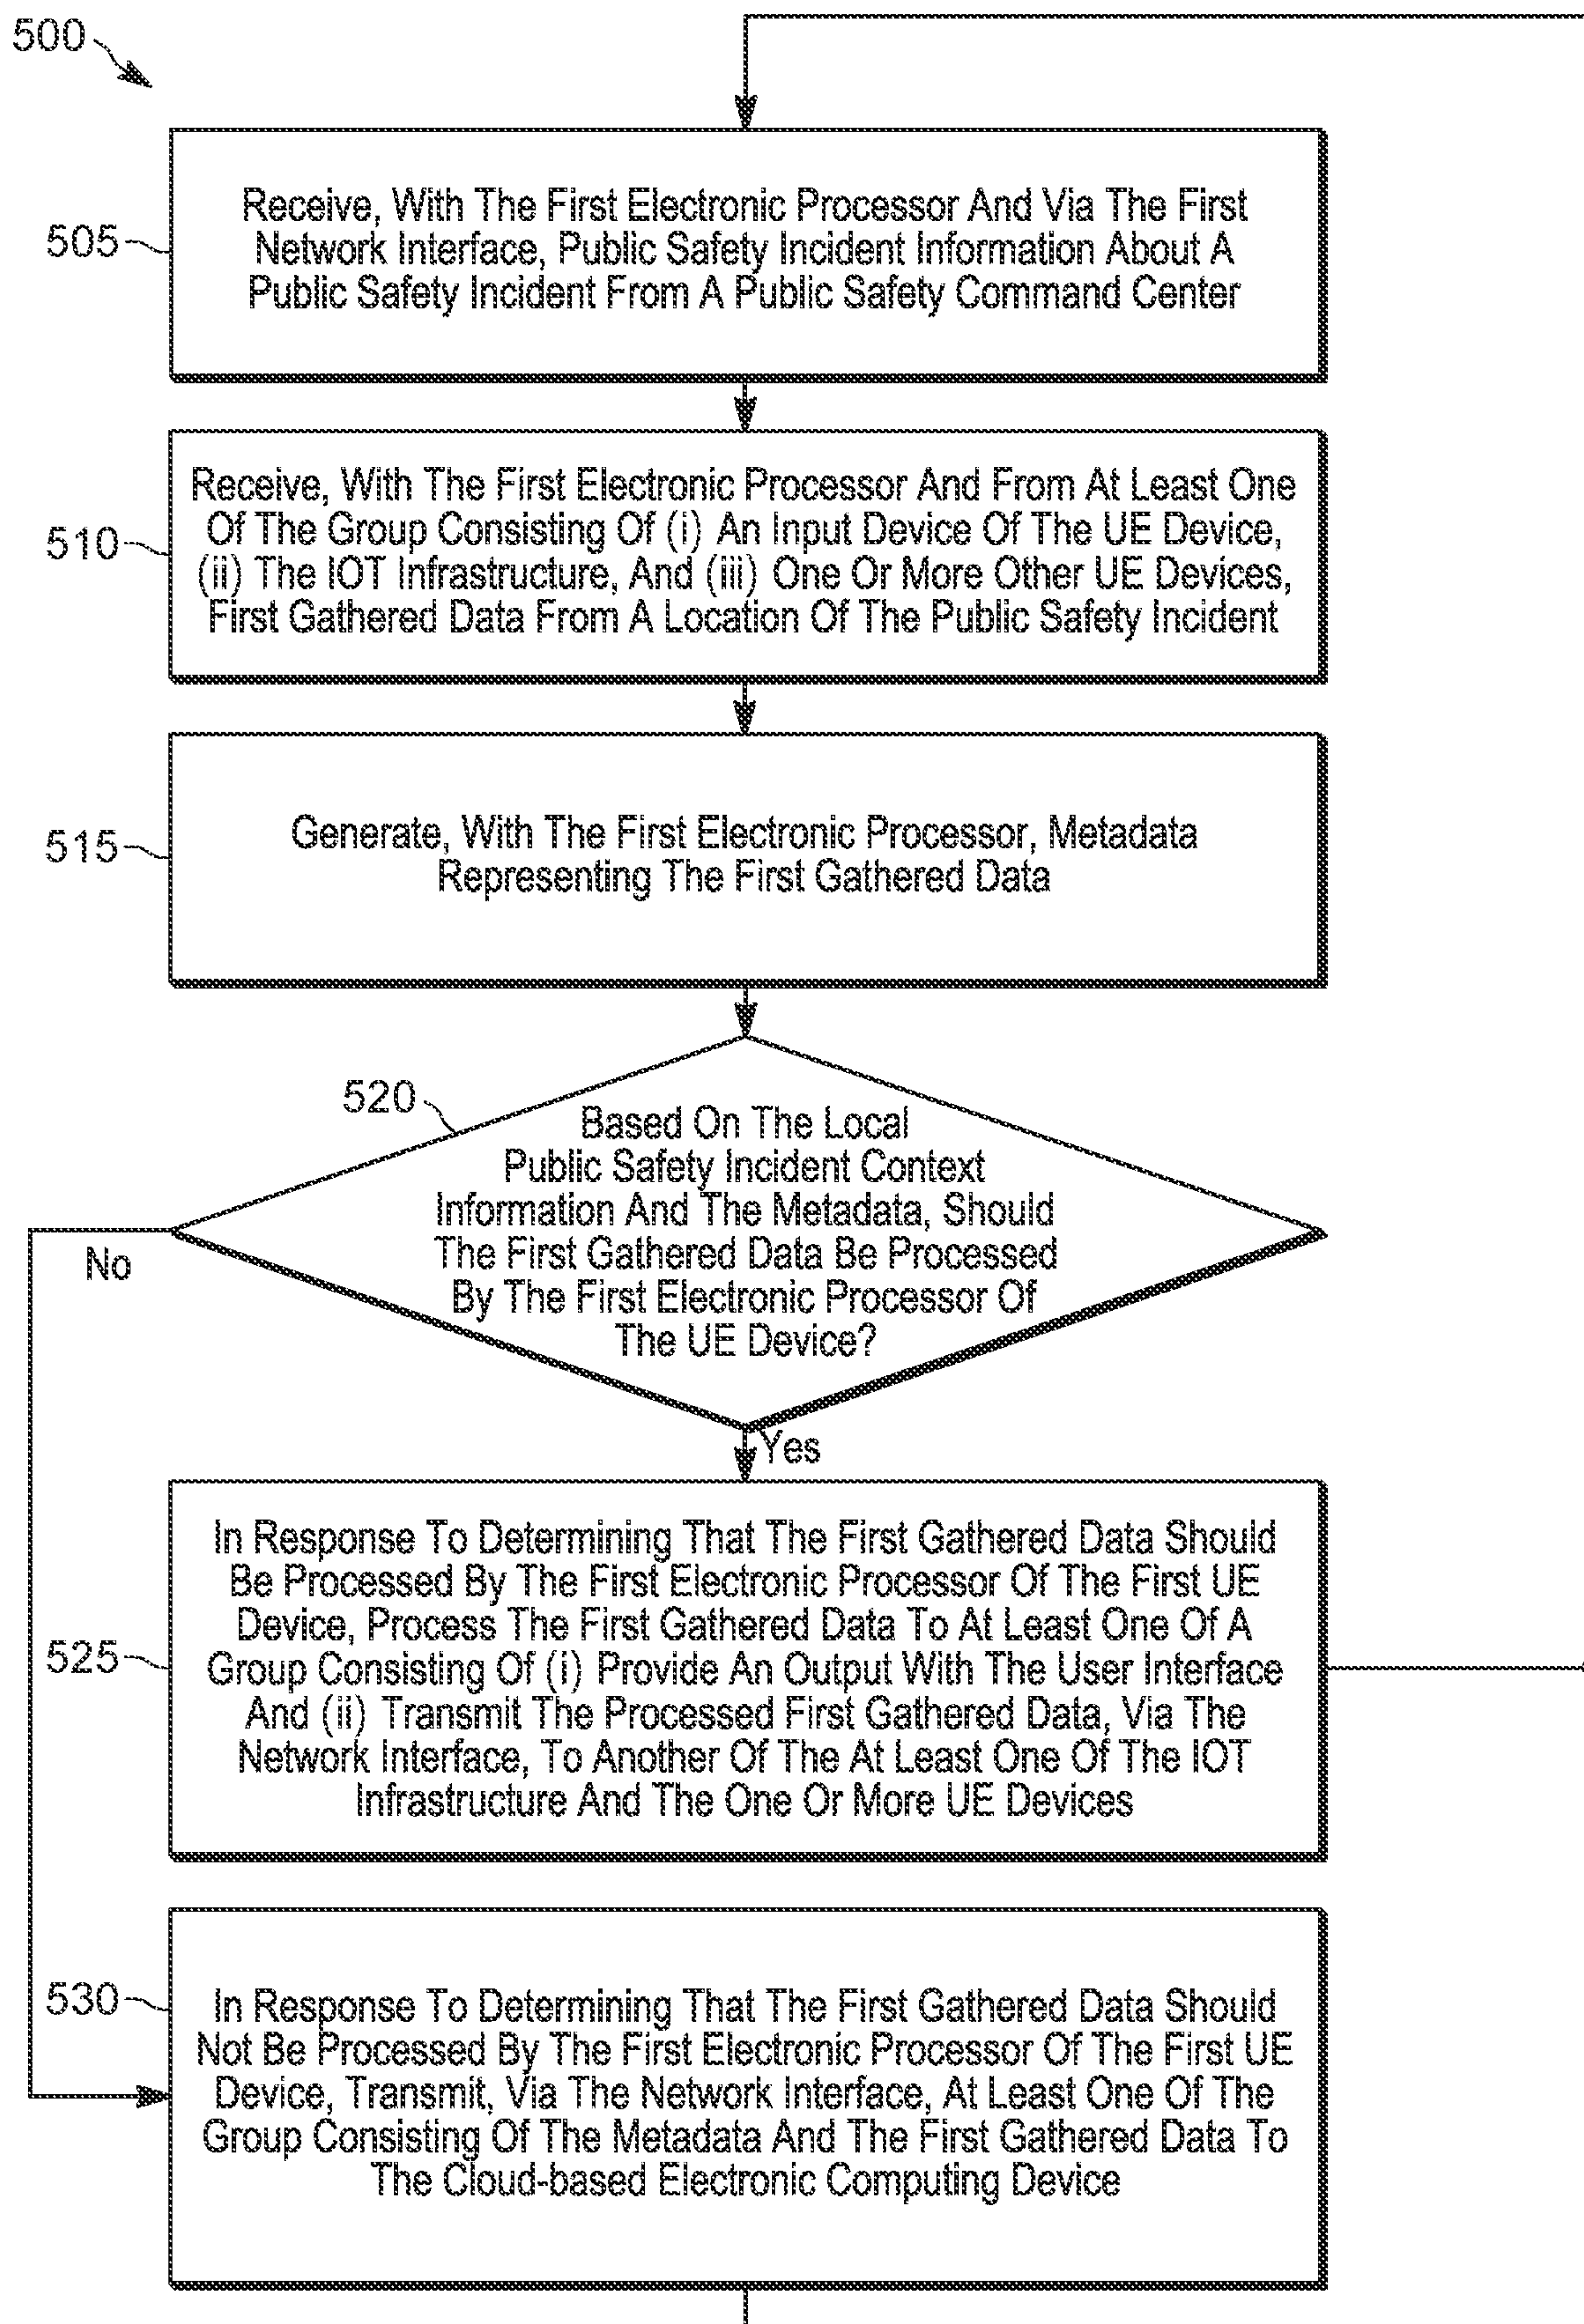 500
505
Receive, With The First Electronic Processor And Via The First
Network Interface, Public Safety Incident Information About A
Public Safety Incident From A Public Safety Command Center
510
Receive, With The First Electronic Processor And From At Least One
Of The Group Consisting Of (i) An Input Device Of The UE Device,
(ii) The IOT Infrastructure, And (iii) One Or More Other UE Devices,
First Gathered Data From A Location Of The Public Safety Incident
515
Generate, With The First Electronic Processor, Metadata
Representing The First Gathered Data
520
Based On The Local
Public Safety Incident Context
Information And The Metadata, Should
The First Gathered Data Be Processed
By The First Electronic Processor Of
The UE Device?
No
Yes
525
In Response To Determining That The First Gathered Data Should
Be Processed By The First Electronic Processor Of The First UE
Device, Process The First Gathered Data To At Least One Of A
Group Consisting Of (i) Provide An Output With The User Interface
And (ii) Transmit The Processed First Gathered Data, Via The
Network Interface, To Another Of The At Least One Of The IOT
Infrastructure And The One Or More UE Devices
530
In Response To Determining That The First Gathered Data Should
Not Be Processed By The First Electronic Processor Of The First UE
Device, Transmit, Via The Network Interface, At Least One Of The
Group Consisting Of The Metadata And The First Gathered Data To
The Cloud-based Electronic Computing Device